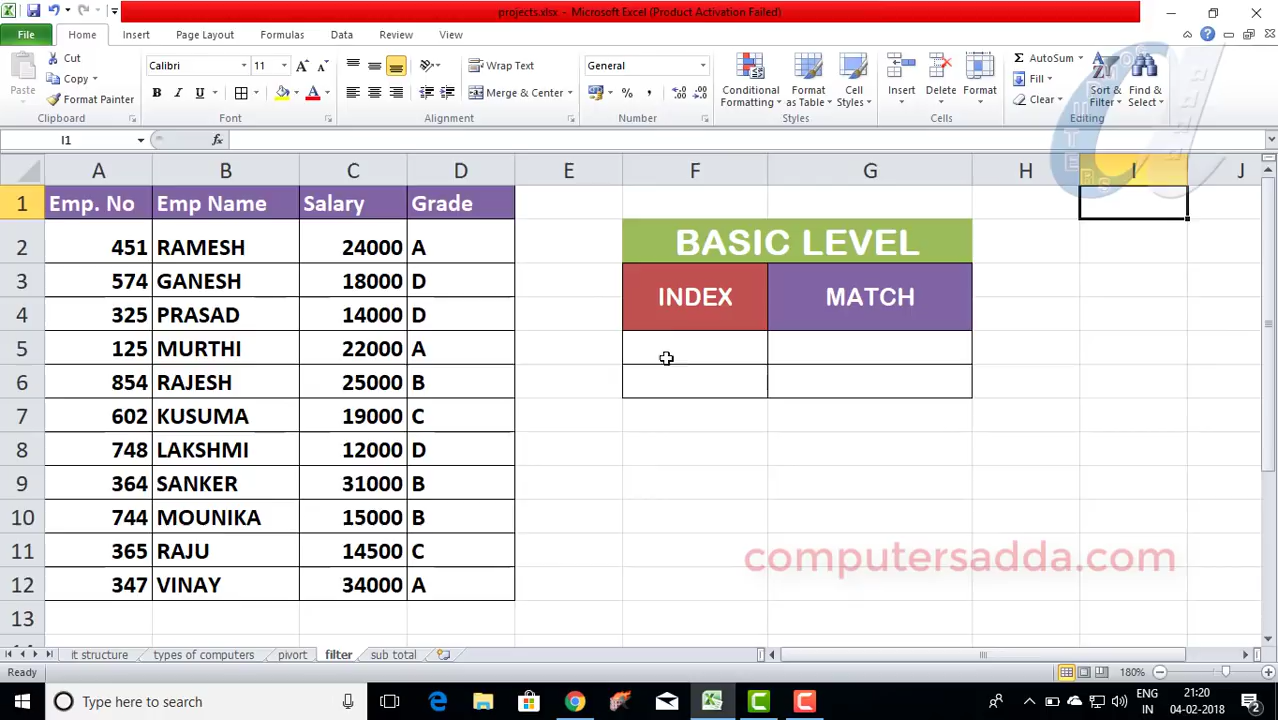 projects.xlsx - Microsoft Excel (Product Activation Failed)
File Home Insert Page Layout Formulas Data Review View
Paste
Cut
Copy
Format Painter
Clipboard
Calibri 11
B I U
Font
Wrap Text
Merge & Center
Alignment
General
%
Number
Conditional Formatting
Format as Table
Cell Styles
Styles
Insert Delete Format
Cells
AutoSum
Fill
Clear
Sort & Filter
Find & Select
Editing
I1 fx
A B C D E F G H I J
1 Emp. No Emp Name Salary Grade
2 451 RAMESH 24000 A BASIC LEVEL
3 574 GANESH 18000 D INDEX MATCH
4 325 PRASAD 14000 D
5 125 MURTHI 22000 A
6 854 RAJESH 25000 B
7 602 KUSUMA 19000 C
8 748 LAKSHMI 12000 D
9 364 SANKER 31000 B
10 744 MOUNIKA 15000 B
11 365 RAJU 14500 C
12 347 VINAY 34000 A
13
computersadda.com
it structure types of computers pivort filter sub total
Ready 180%
Type here to search
ENG 21:20
IN 04-02-2018 2